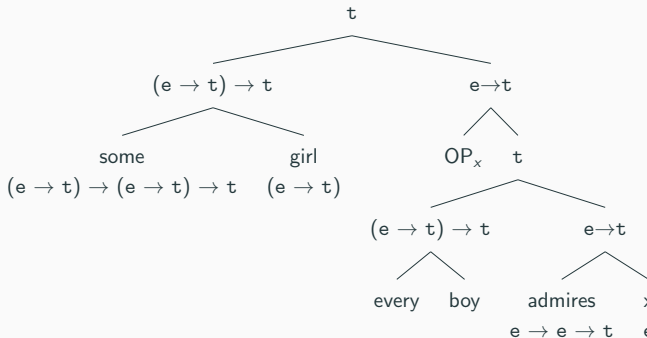 t
(e → t) → t e→t
some girl OPₓ t
(e → t) → (e → t) → t (e → t)
(e → t) → t e→t
every boy admires
e → e → t e